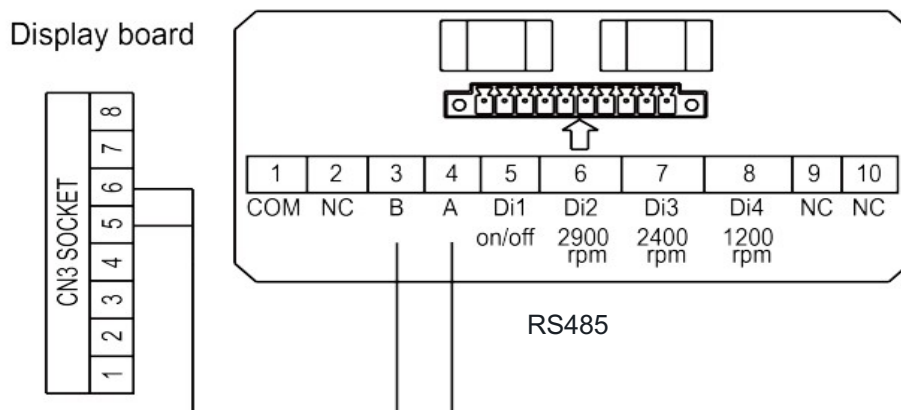 Display board
CN3 SOCKET
8
7
6
5
4
3
2
1
1 2 3 4 5 6 7 8 9 10
COM NC B A Di1 Di2 Di3 Di4 NC NC
on/off 2900 2400 1200
rpm rpm rpm
RS485